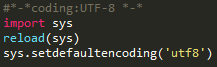 #-*-coding:UTF-8 *-*
import sys
reload(sys)
sys.setdefaultencoding('utf8')